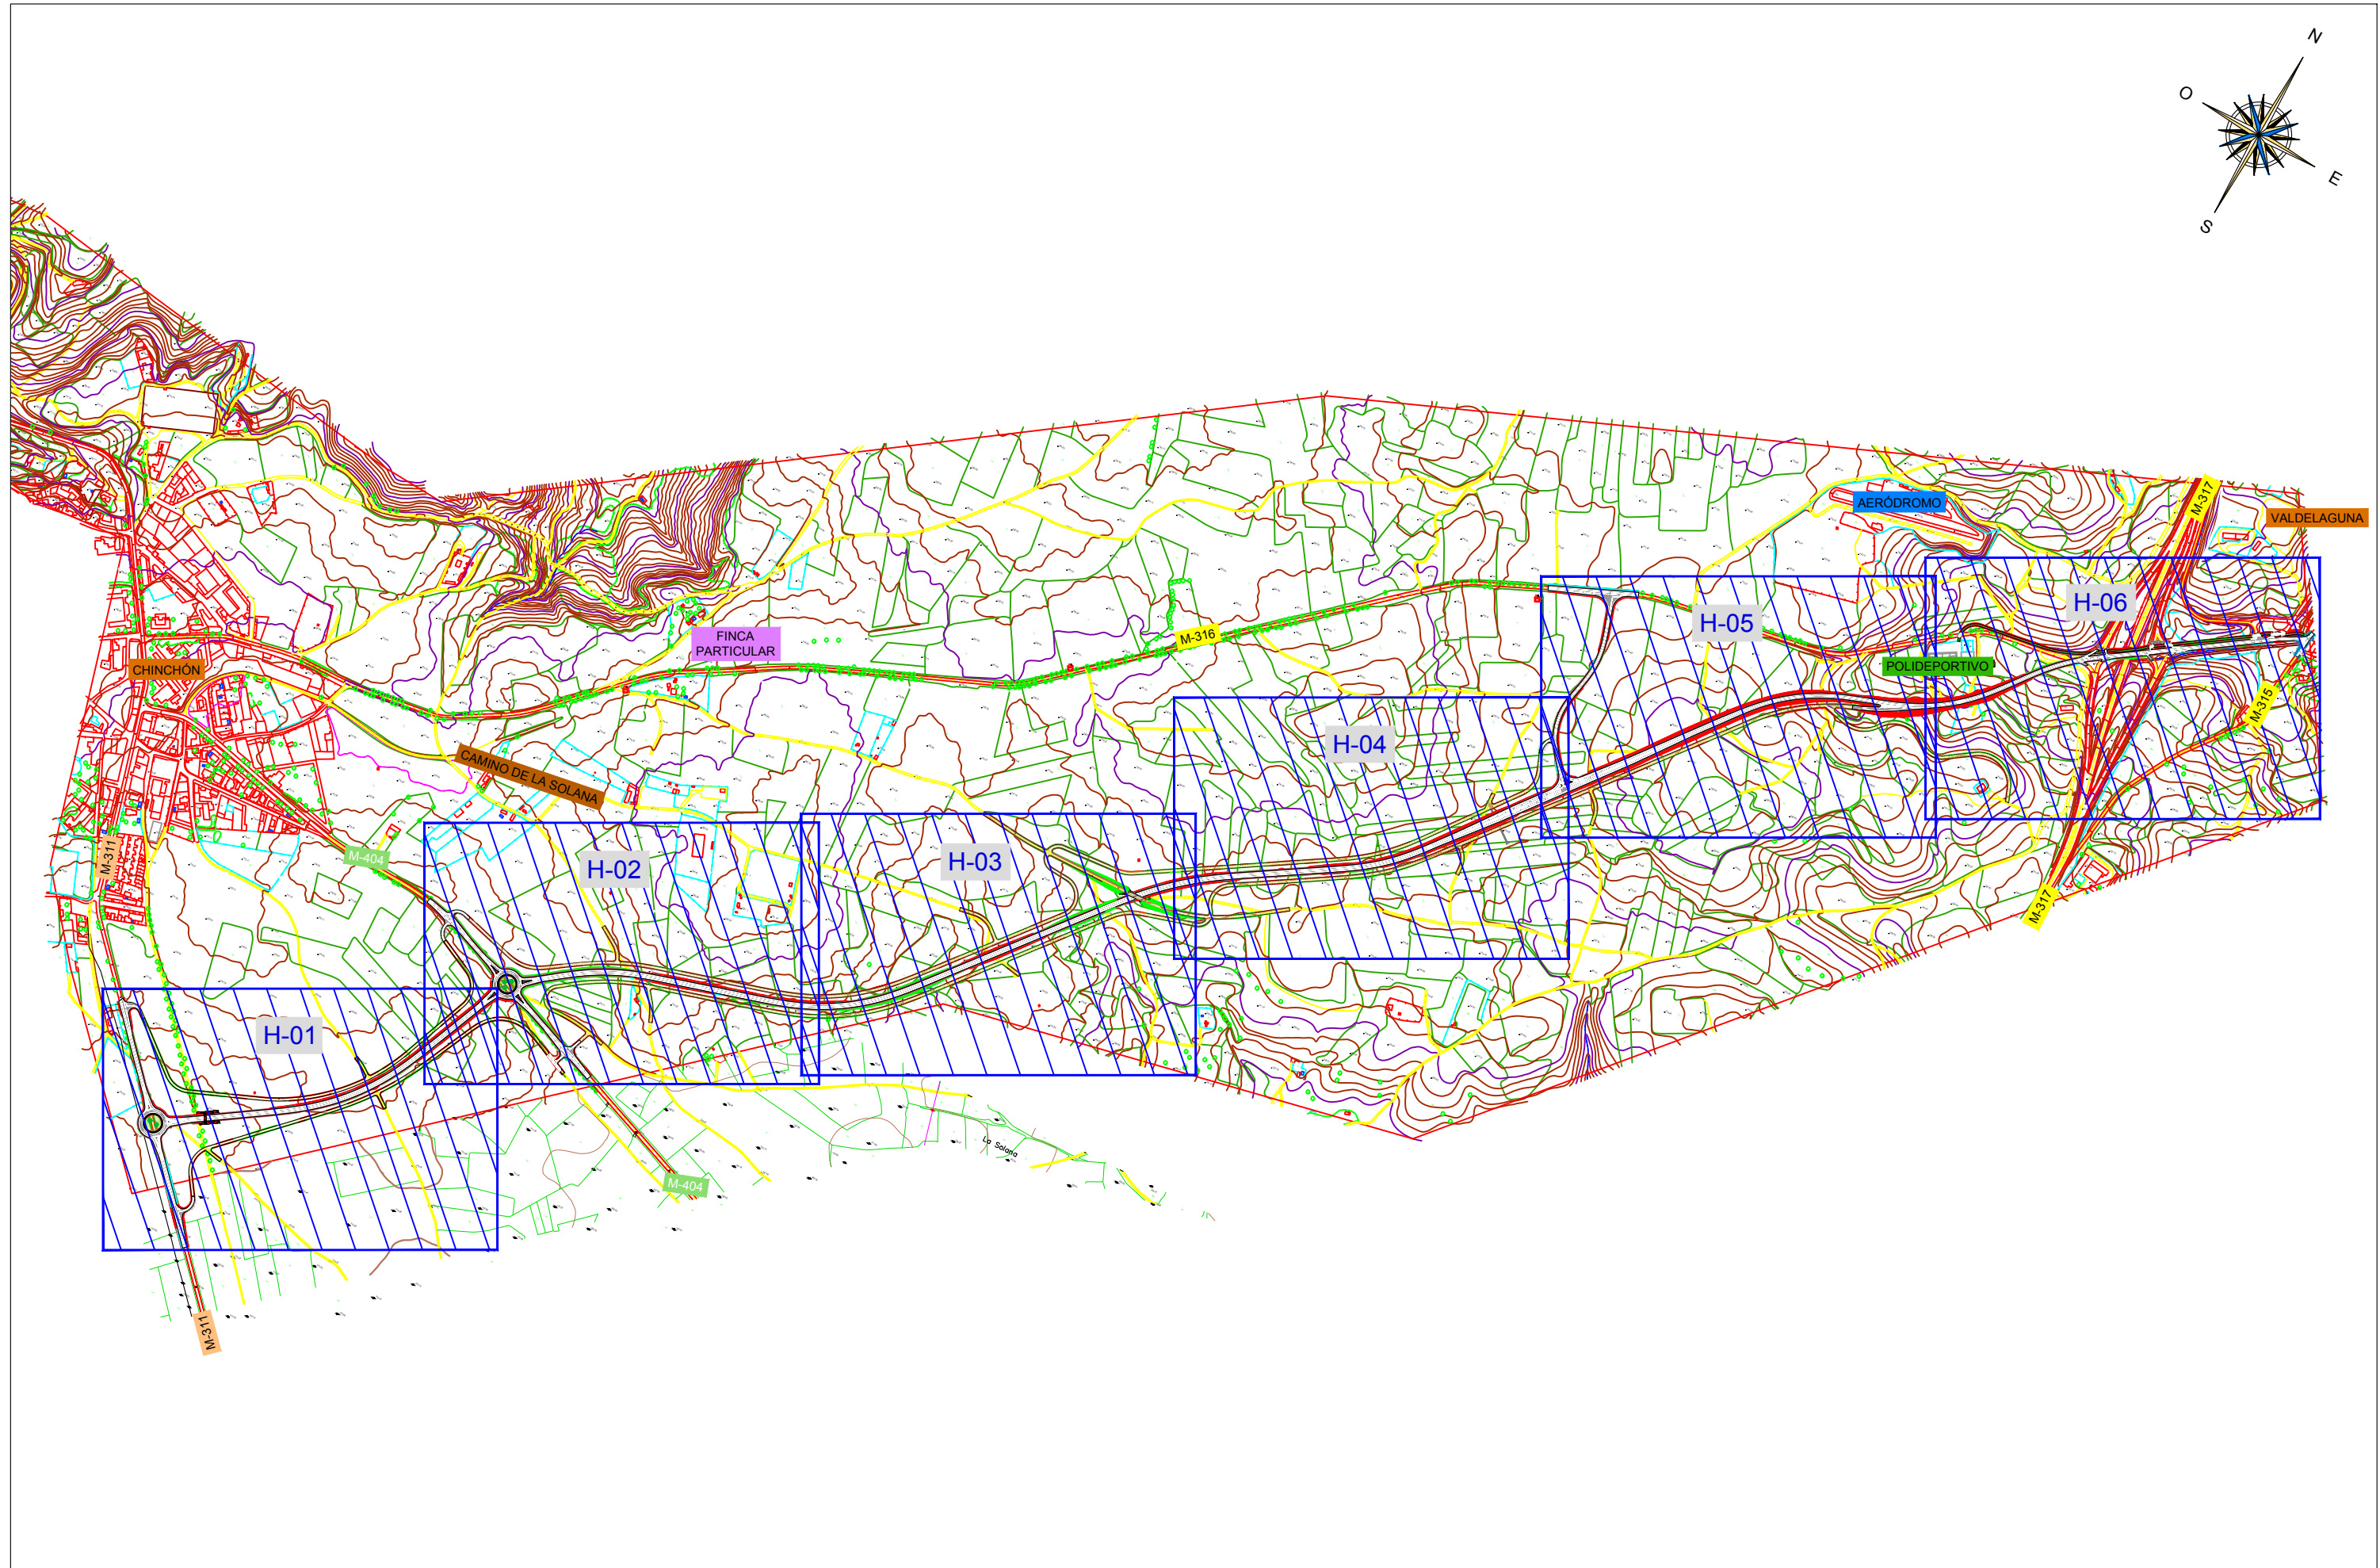 N
O
E
S
M-317
AERÓDROMO
VALDELAGUNA
H-06
H-05
FINCA
PARTICULAR
M-316
POLIDEPORTIVO
CHINCHÓN
M-315
H-04
CAMINO DE LA SOLANA
M-311
M-404
H-02
H-03
M-317
H-01
La Solana
M-404
M-311